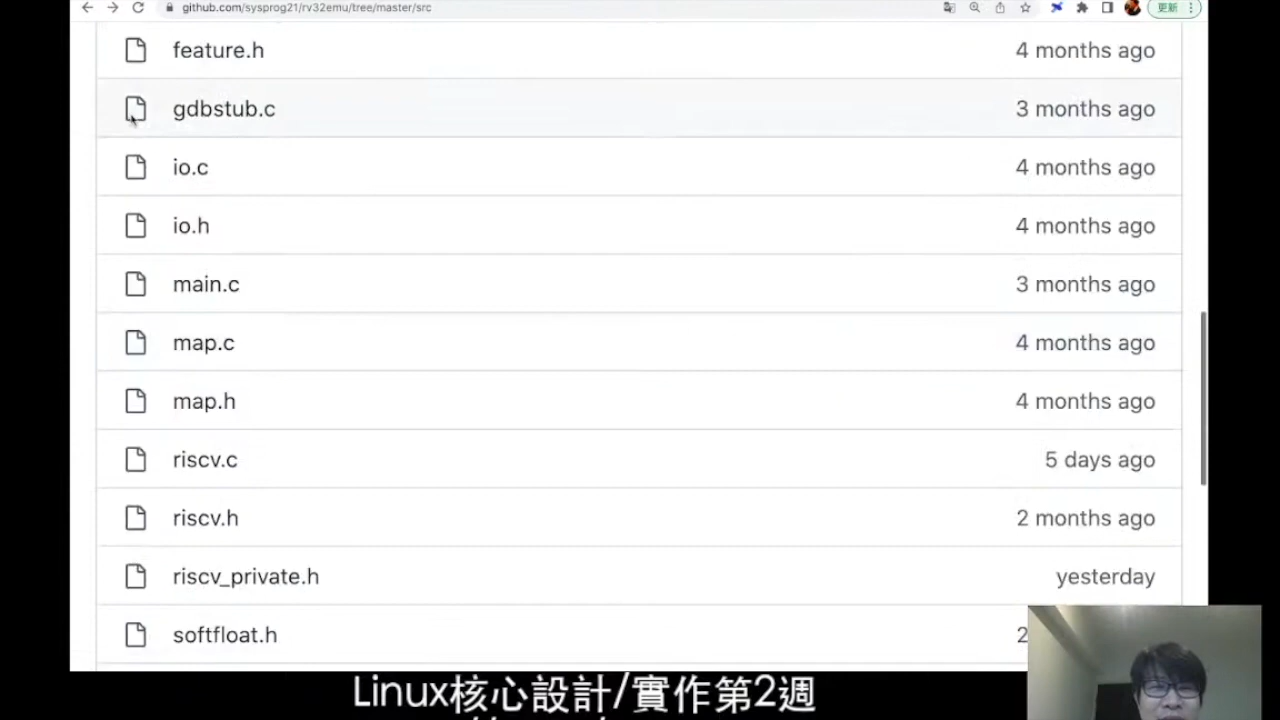 github.com/sysprog21/rv32emu/tree/master/src
更新
feature.h 4 months ago
gdbstub.c 3 months ago
io.c 4 months ago
io.h 4 months ago
main.c 3 months ago
map.c 4 months ago
map.h 4 months ago
riscv.c 5 days ago
riscv.h 2 months ago
riscv_private.h yesterday
softfloat.h 2
Linux核心設計/實作第2週